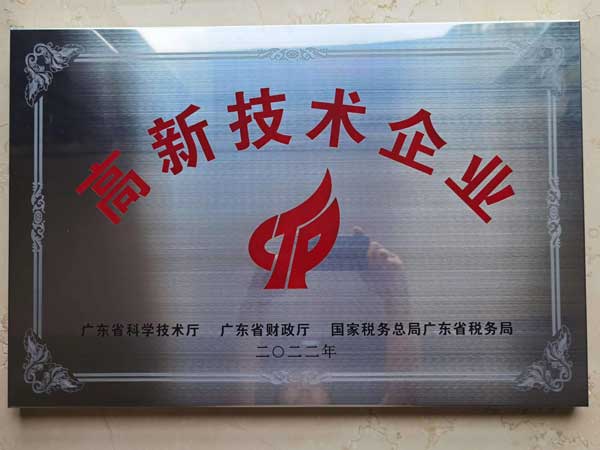 高新技术企业
广东省科学技术厅 广东省财政厅 国家税务总局广东省税务局
二〇二二年